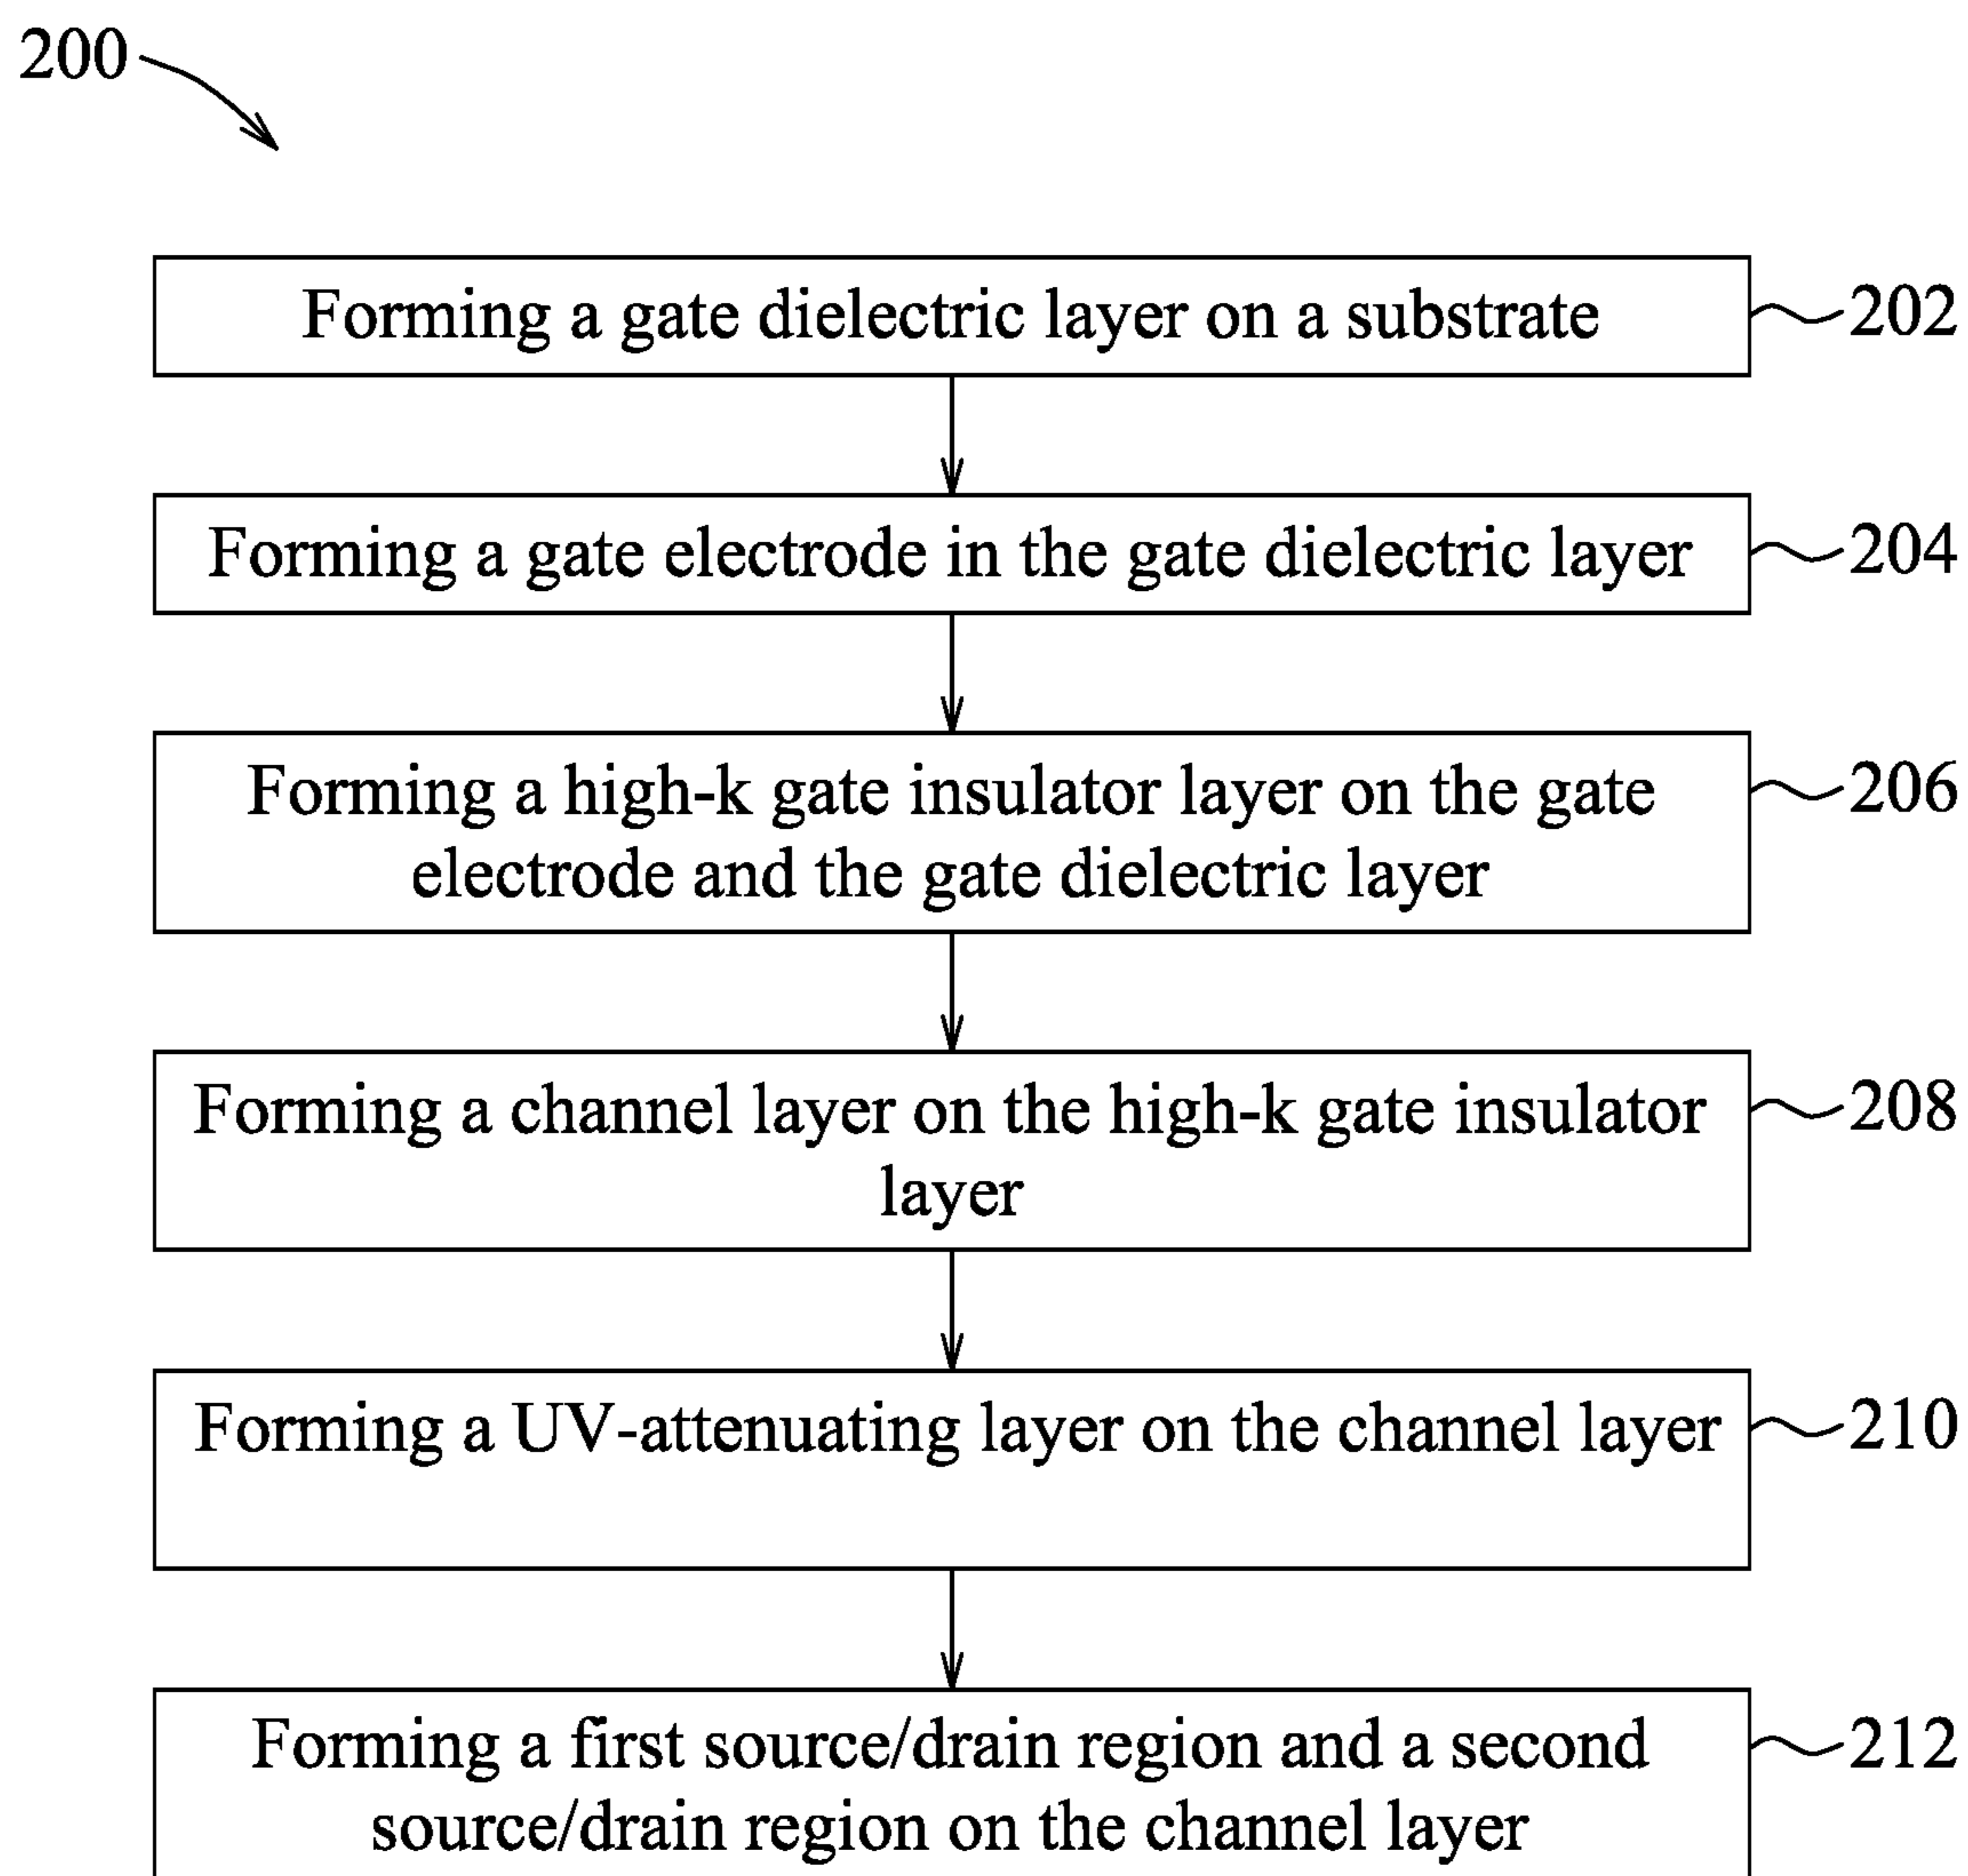 200
Forming a gate dielectric layer on a substrate
202
Forming a gate electrode in the gate dielectric layer
204
Forming a high-k gate insulator layer on the gate
electrode and the gate dielectric layer
206
Forming a channel layer on the high-k gate insulator
layer
208
Forming a UV-attenuating layer on the channel layer
210
Forming a first source/drain region and a second
source/drain region on the channel layer
212